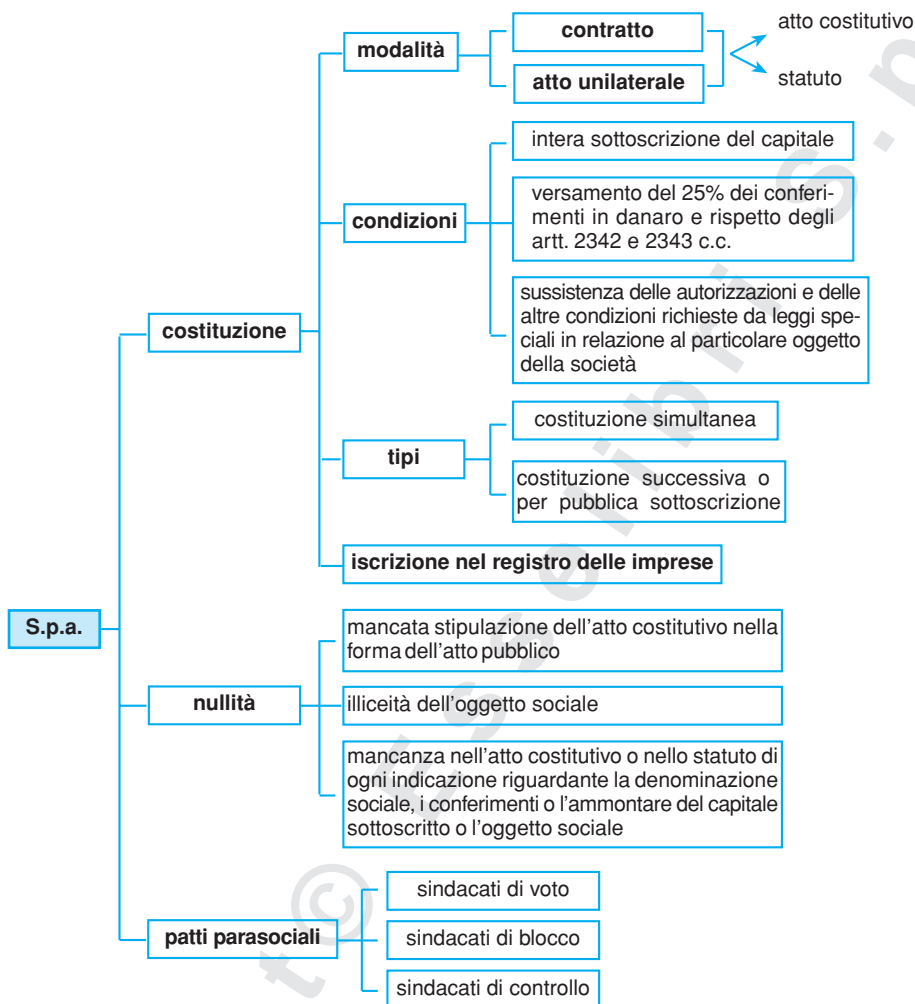 modalità
contratto
atto unilaterale
atto costitutivo
statuto
condizioni
intera sottoscrizione del capitale
versamento del 25% dei conferi-
menti in danaro e rispetto degli
artt. 2342 e 2343 c.c.
sussistenza delle autorizzazioni e delle
altre condizioni richieste da leggi spe-
ciali in relazione al particolare oggetto
della società
costituzione
tipi
costituzione simultanea
costituzione successiva o
per pubblica sottoscrizione
iscrizione nel registro delle imprese
S.p.a.
nullità
mancata stipulazione dell'atto costitutivo nella
forma dell'atto pubblico
illiceità dell'oggetto sociale
mancanza nell'atto costitutivo o nello statuto di
ogni indicazione riguardante la denominazione
sociale, i conferimenti o l'ammontare del capitale
sottoscritto o l'oggetto sociale
patti parasociali
sindacati di voto
sindacati di blocco
sindacati di controllo
t © Esselibri S.p